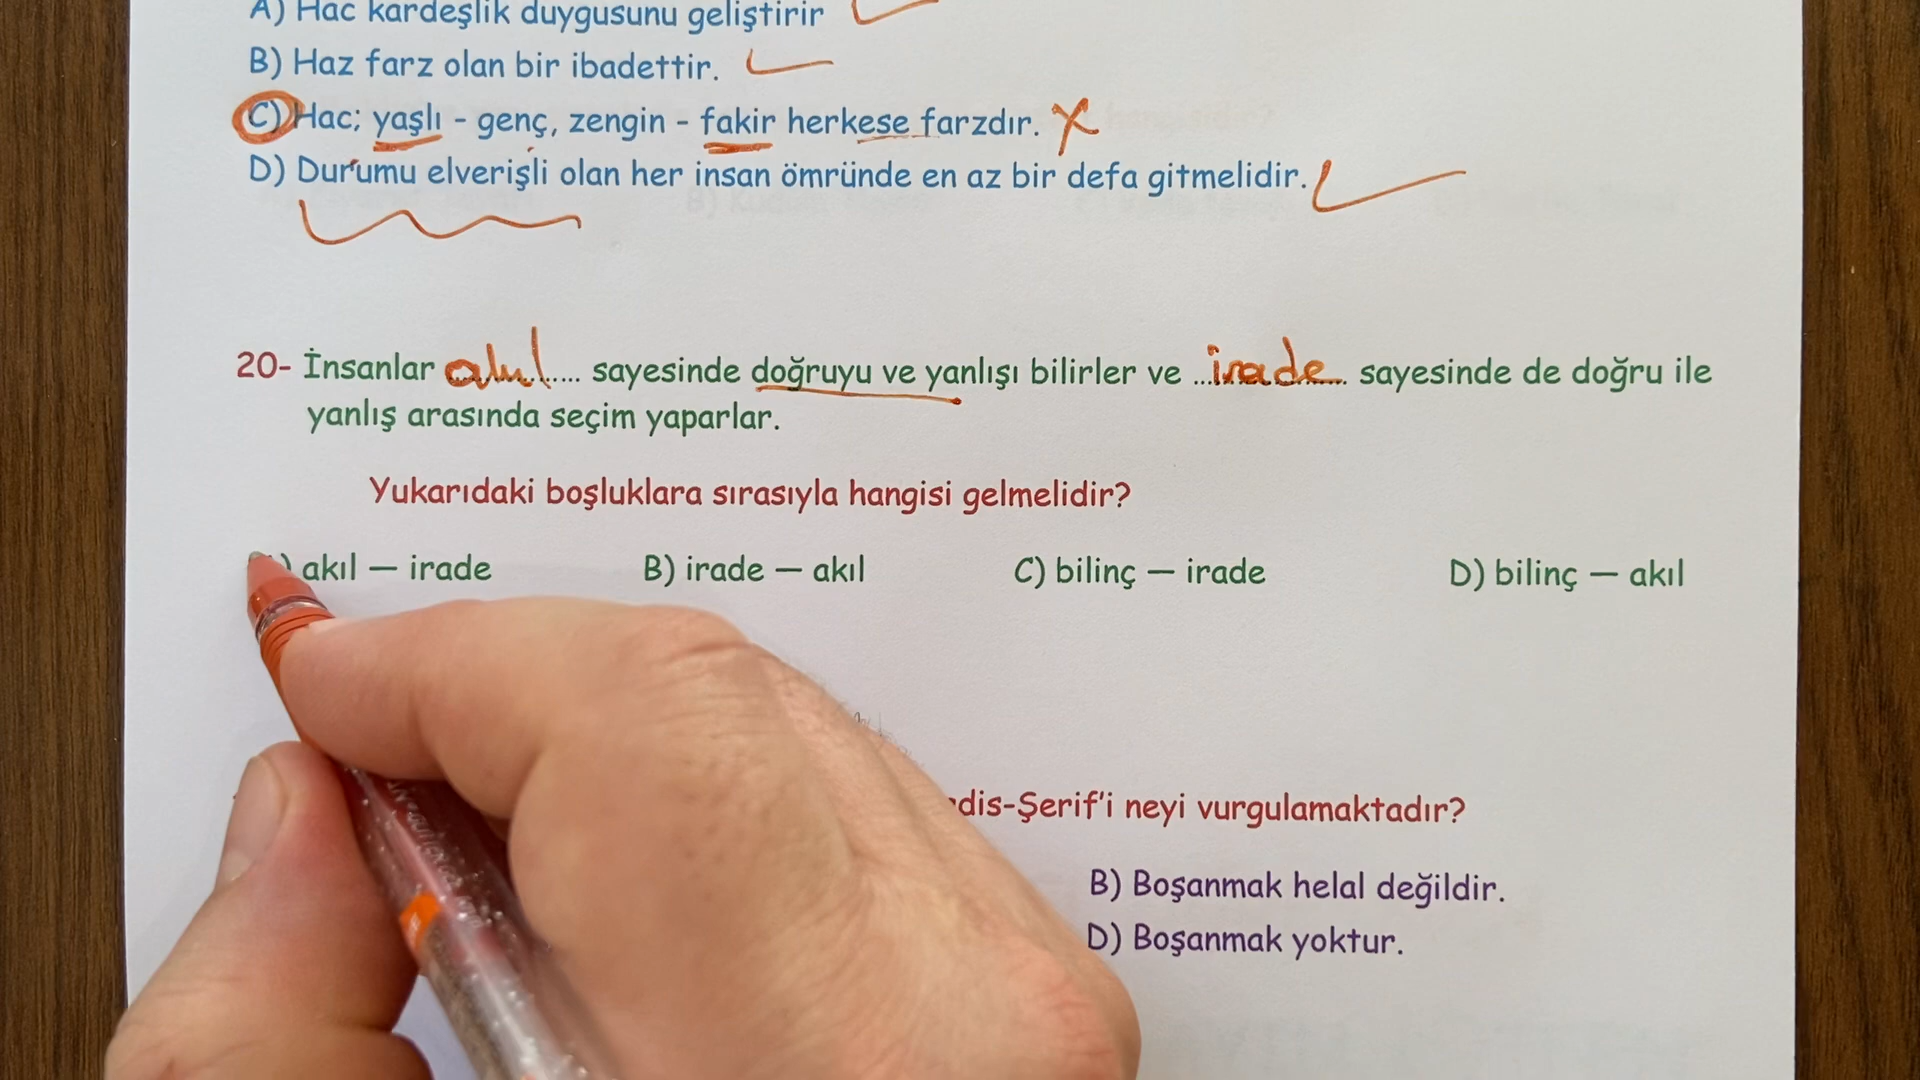 A) Hac kardeşlik duygusunu geliştirir
B) Haz farz olan bir ibadettir.
C) Hac; yaşlı - genç, zengin - fakir herkese farzdır.
D) Durumu elverişli olan her insan ömründe en az bir defa gitmelidir.
20- İnsanlar akıl sayesinde doğruyu ve yanlışı bilirler ve ...irade... sayesinde de doğru ile
yanlış arasında seçim yaparlar.
Yukarıdaki boşluklara sırasıyla hangisi gelmelidir?
) akıl — irade B) irade — akıl C) bilinç — irade D) bilinç — akıl
dis-Şerif'i neyi vurgulamaktadır?
B) Boşanmak helal değildir.
D) Boşanmak yoktur.